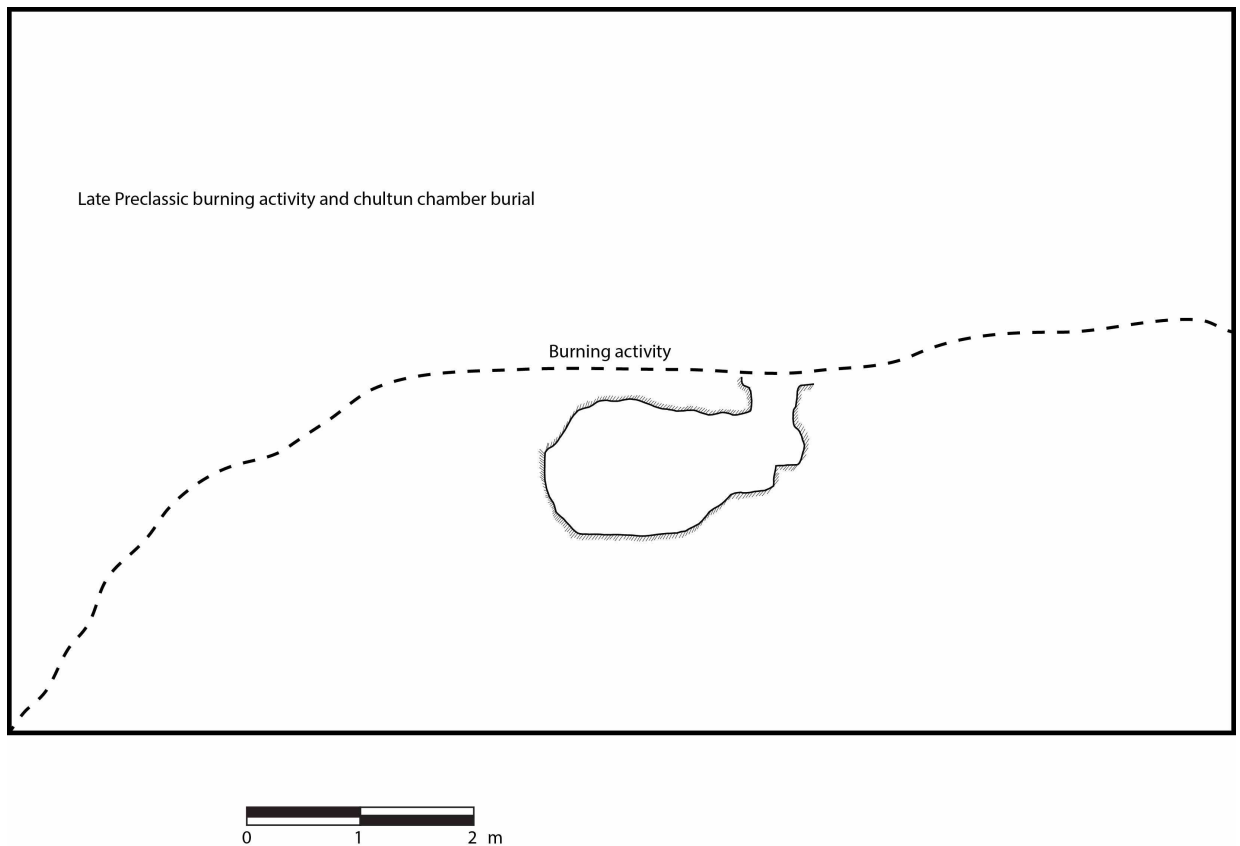 Late Preclassic burning activity and chultun chamber burial
Burning activity
0 1 2 m